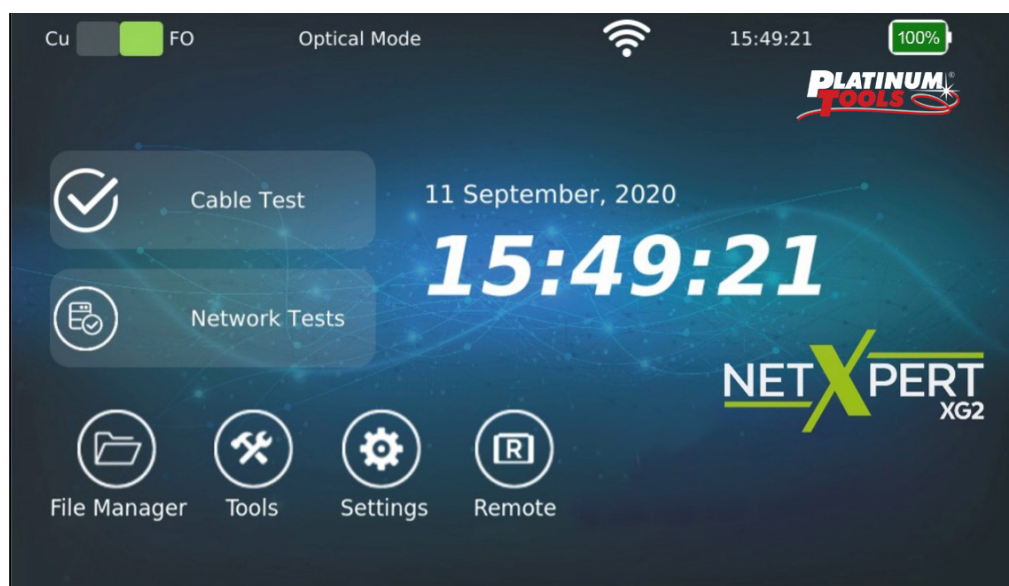 Cu FO Optical Mode 15:49:21 100%
PLATINUM®
TOOLS
Cable Test
11 September, 2020
15:49:21
Network Tests
NETXPERT
XG2
R
File Manager Tools Settings Remote